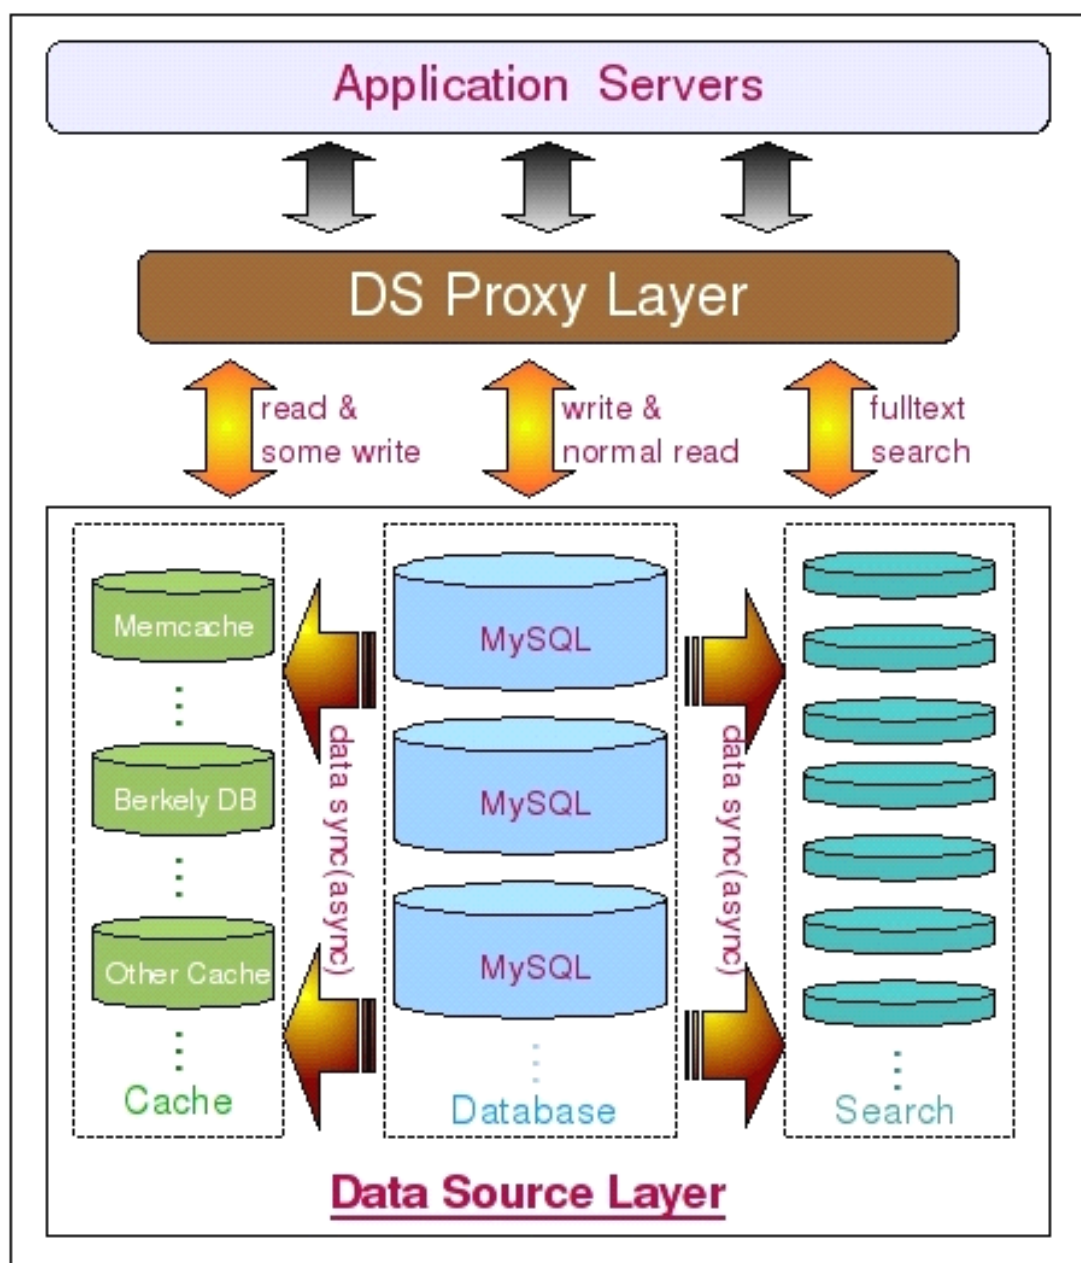 Application Servers
DS Proxy Layer
read &
some write
write &
normal read
fulltext
search
Memcache
Berkely DB
Other Cache
Cache
data sync(async)
MySQL
MySQL
MySQL
Database
data sync(async)
Search
Data Source Layer